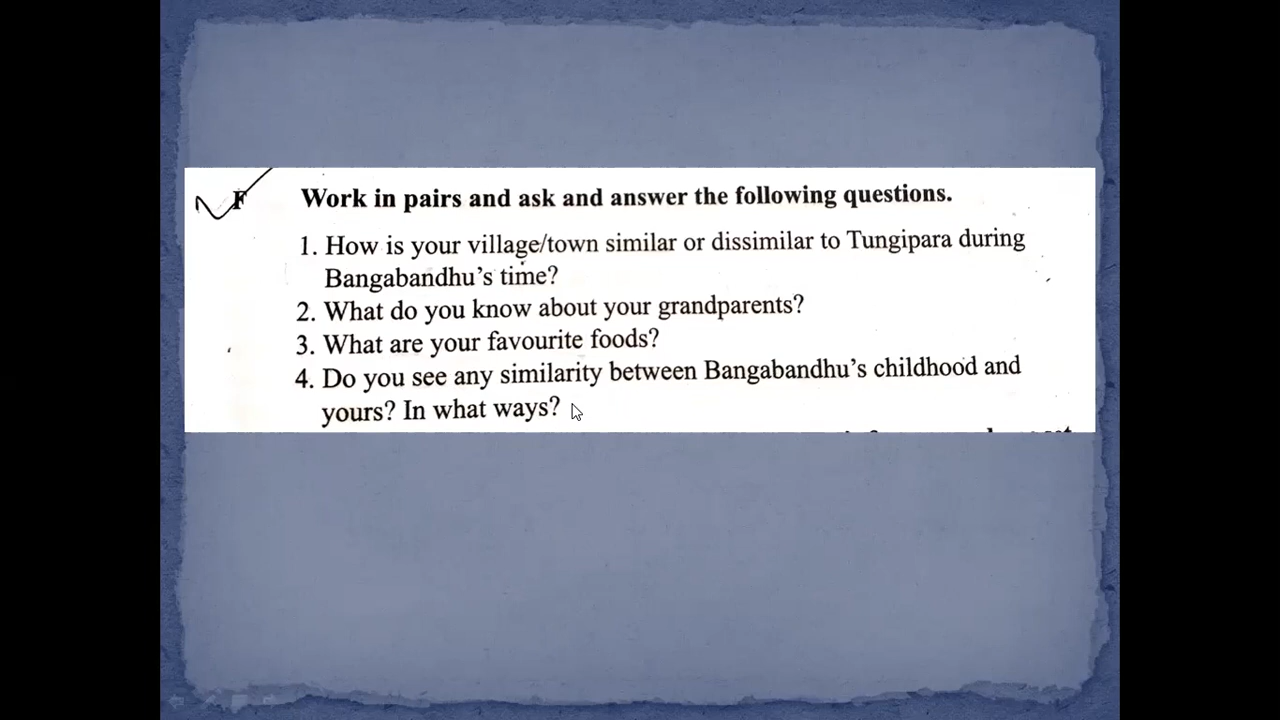 F Work in pairs and ask and answer the following questions.
1. How is your village/town similar or dissimilar to Tungipara during
Bangabandhu's time?
2. What do you know about your grandparents?
3. What are your favourite foods?
4. Do you see any similarity between Bangabandhu's childhood and
yours? In what ways?